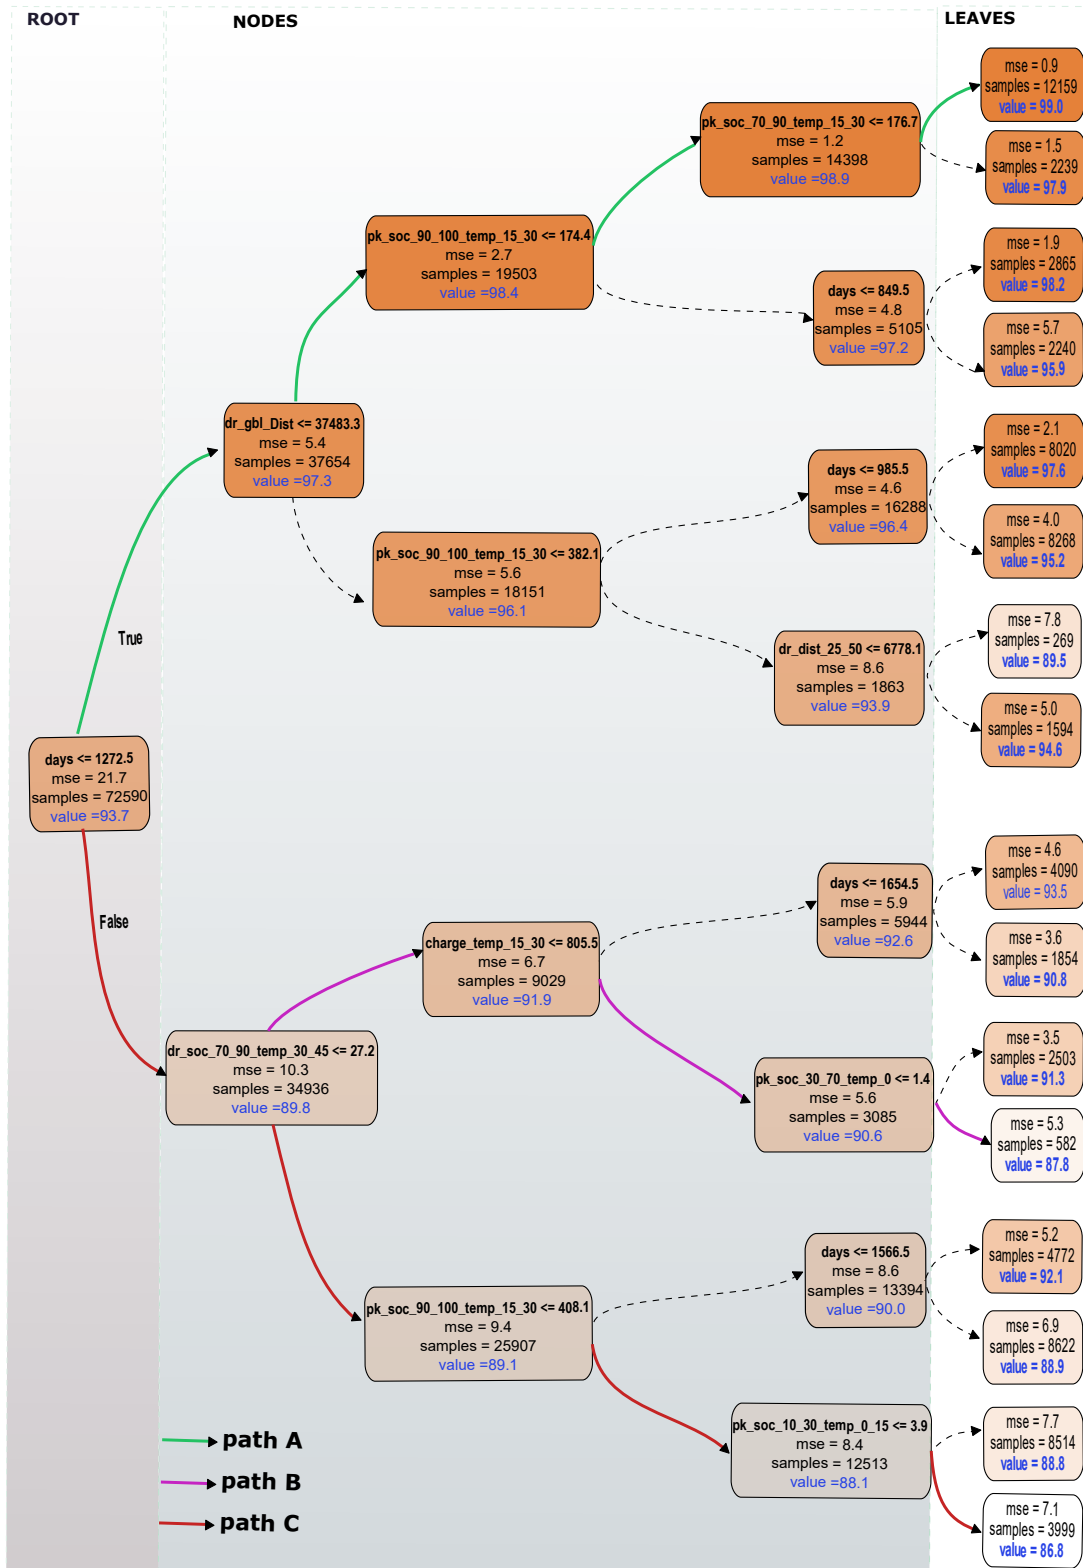 ROOT
NODES
LEAVES
mse = 0.9
samples = 12159
value = 99.0
pk_soc_70_90_temp_15_30 <= 176.7
mse = 1.2
samples = 14398
value =98.9
mse = 1.5
samples = 2239
value = 97.9
pk_soc_90_100_temp_15_30 <= 174.4
mse = 2.7
samples = 19503
value =98.4
mse = 1.9
samples = 2865
value = 98.2
days <= 849.5
mse = 4.8
samples = 5105
value =97.2
mse = 5.7
samples = 2240
value = 95.9
dr_gbl_Dist <= 37483.3
mse = 5.4
samples = 37654
value =97.3
mse = 2.1
samples = 8020
value = 97.6
days <= 985.5
mse = 4.6
samples = 16288
value =96.4
mse = 4.0
samples = 8268
value = 95.2
pk_soc_90_100_temp_15_30 <= 382.1
mse = 5.6
samples = 18151
value =96.1
mse = 7.8
samples = 269
value = 89.5
dr_dist_25_50 <= 6778.1
mse = 8.6
samples = 1863
value =93.9
mse = 5.0
samples = 1594
value = 94.6
True
days <= 1272.5
mse = 21.7
samples = 72590
value =93.7
False
mse = 4.6
samples = 4090
value = 93.5
days <= 1654.5
mse = 5.9
samples = 5944
value =92.6
mse = 3.6
samples = 1854
value = 90.8
charge_temp_15_30 <= 805.5
mse = 6.7
samples = 9029
value =91.9
dr_soc_70_90_temp_30_45 <= 27.2
mse = 10.3
samples = 34936
value =89.8
mse = 3.5
samples = 2503
value = 91.3
pk_soc_30_70_temp_0 <= 1.4
mse = 5.6
samples = 3085
value =90.6
mse = 5.3
samples = 582
value = 87.8
mse = 5.2
samples = 4772
value = 92.1
days <= 1566.5
mse = 8.6
samples = 13394
value =90.0
mse = 6.9
samples = 8622
value = 88.9
pk_soc_90_100_temp_15_30 <= 408.1
mse = 9.4
samples = 25907
value =89.1
mse = 7.7
samples = 8514
value = 88.8
pk_soc_10_30_temp_0_15 <= 3.9
mse = 8.4
samples = 12513
value =88.1
mse = 7.1
samples = 3999
value = 86.8
path A
path B
path C